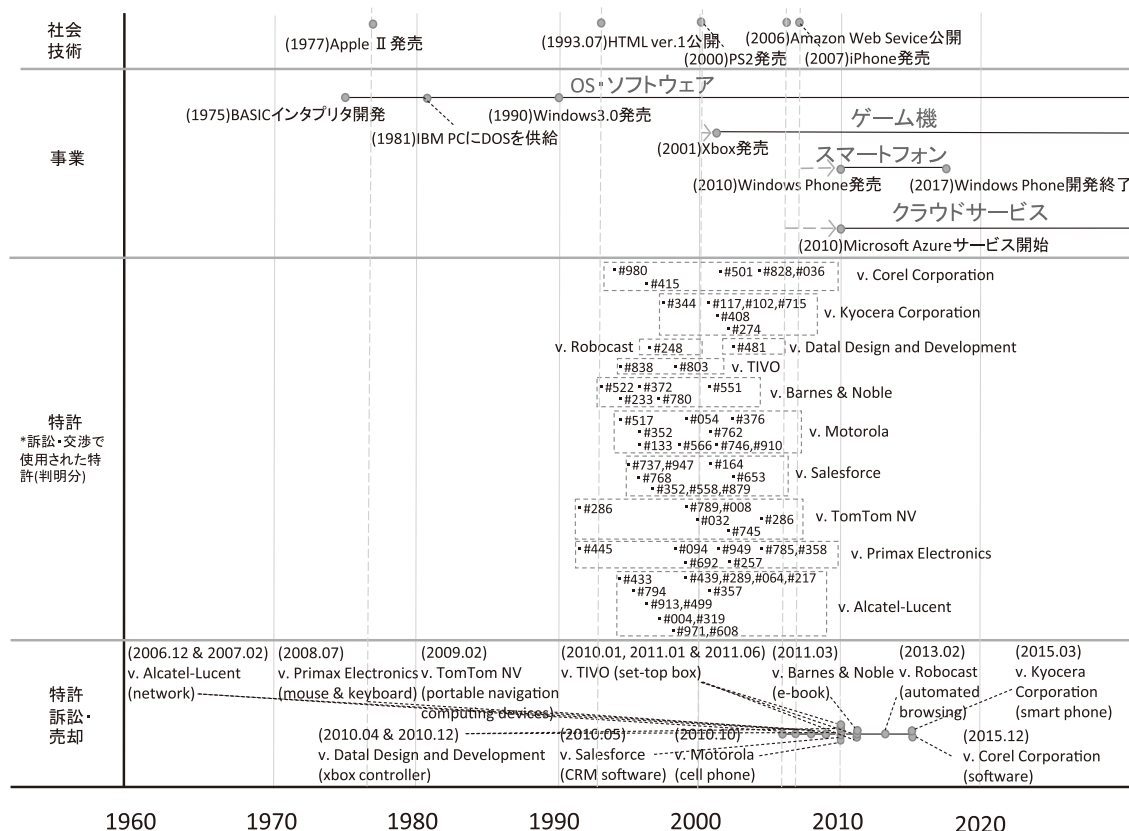 社会
技術
(1977)Apple Ⅱ 発売
(1993.07)HTML ver.1公開
(2000)PS2発売
(2006)Amazon Web Sevice公開
(2007)iPhone発売
事業
OS・ソフトウェア
(1975)BASICインタプリタ開発
(1981)IBM PCにDOSを供給
(1990)Windows3.0発売
ゲーム機
(2001)Xbox発売
スマートフォン
(2010)Windows Phone発売
(2017)Windows Phone開発終了
クラウドサービス
(2010)Microsoft Azureサービス開始
特許
*訴訟・交渉で
使用された特
許(判明分)
#980 #501 #828,#036 v. Corel Corporation
#415
#344 #117,#102,#715
#408 v. Kyocera Corporation
#274
v. Robocast #248 #481 v. Datal Design and Development
#838 #803 v. TIVO
#522 #372 #551 v. Barnes & Noble
#233 #780
#517 #054 #376
#352 #762 v. Motorola
#133 #566 #746,#910
#737,#947 #164
#768 #653 v. Salesforce
#352,#558,#879
#286 #789,#008
#032 #286 v. TomTom NV
#745
#445 #094 #949 #785,#358 v. Primax Electronics
#692 #257
#433 #439,#289,#064,#217
#794 #357
#913,#499 v. Alcatel-Lucent
#004,#319
#971,#608
特許
訴訟・
売却
(2006.12 & 2007.02)
v. Alcatel-Lucent
(network)
(2008.07)
v. Primax Electronics
(mouse & keyboard)
(2009.02)
v. TomTom NV
(portable navigation
computing devices)
(2010.01, 2011.01 & 2011.06)
v. TIVO (set-top box)
(2011.03)
v. Barnes & Noble
(e-book)
(2013.02)
v. Robocast
(automated
browsing)
(2015.03)
v. Kyocera
Corporation
(smart phone)
(2010.04 & 2010.12)
v. Datal Design and Development
(xbox controller)
(2010.05)
v. Salesforce
(CRM software)
(2010.10)
v. Motorola
(cell phone)
(2015.12)
v. Corel Corporation
(software)
1960 1970 1980 1990 2000 2010 2020